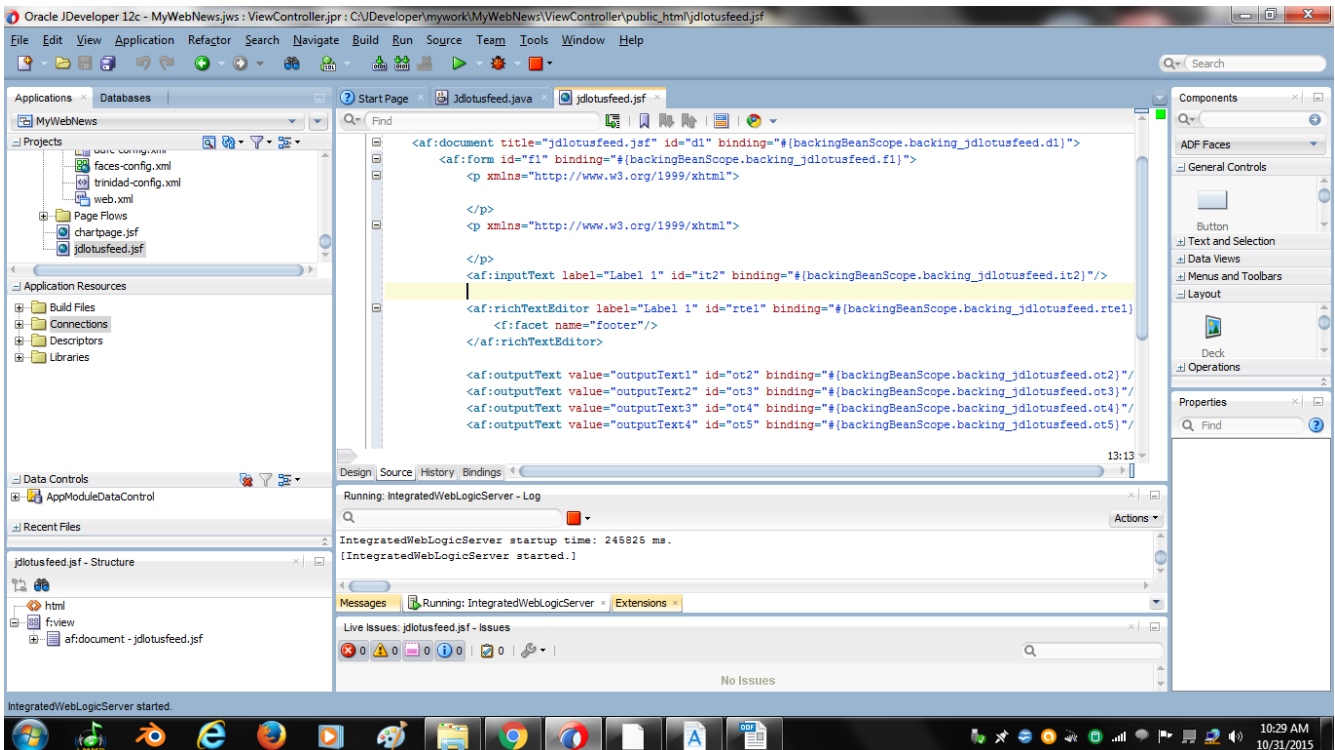 Oracle JDeveloper 12c - MyWebNews.jws : ViewController.jpr : C:\JDeveloper\mywork\MyWebNews\ViewController\public_html\jdlotusfeed.jsf
File Edit View Application Refactor Search Navigate Build Run Source Team Tools Window Help
Search
Applications Databases
MyWebNews
Projects
faces-config.xml
trinidad-config.xml
web.xml
Page Flows
chartpage.jsf
jdlotusfeed.jsf
Application Resources
Build Files
Connections
Descriptors
Libraries
Data Controls
AppModuleDataControl
Recent Files
jdlotusfeed.jsf - Structure
html
f:view
af:document - jdlotusfeed.jsf
Start Page Jdlotusfeed.java jdlotusfeed.jsf
Find
<af:document title="jdlotusfeed.jsf" id="d1" binding="#{backingBeanScope.backing_jdlotusfeed.d1}">
<af:form id="f1" binding="#{backingBeanScope.backing_jdlotusfeed.f1}">
<p xmlns="http://www.w3.org/1999/xhtml">
</p>
<p xmlns="http://www.w3.org/1999/xhtml">
</p>
<af:inputText label="Label 1" id="it2" binding="#{backingBeanScope.backing_jdlotusfeed.it2}"/>
<af:richTextEditor label="Label 1" id="rte1" binding="#{backingBeanScope.backing_jdlotusfeed.rte1}
<f:facet name="footer"/>
</af:richTextEditor>
<af:outputText value="outputText1" id="ot2" binding="#{backingBeanScope.backing_jdlotusfeed.ot2}"/
<af:outputText value="outputText2" id="ot3" binding="#{backingBeanScope.backing_jdlotusfeed.ot3}"/
<af:outputText value="outputText3" id="ot4" binding="#{backingBeanScope.backing_jdlotusfeed.ot4}"/
<af:outputText value="outputText4" id="ot5" binding="#{backingBeanScope.backing_jdlotusfeed.ot5}"/
13:13
Design Source History Bindings
Running: IntegratedWebLogicServer - Log
Actions
IntegratedWebLogicServer startup time: 245825 ms.
[IntegratedWebLogicServer started.]
Messages Running: IntegratedWebLogicServer Extensions
Live Issues: jdlotusfeed.jsf - Issues
0 0 0 0 0
No Issues
Components
ADF Faces
General Controls
Button
Text and Selection
Data Views
Menus and Toolbars
Layout
Deck
Operations
Properties
Find
IntegratedWebLogicServer started.
10:29 AM
10/31/2015